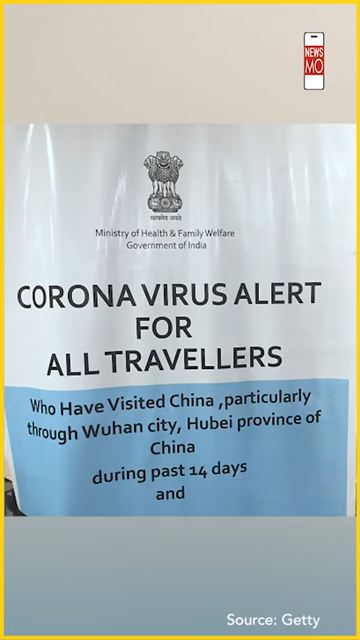 NEWS
MO
सत्यमेव जयते
Ministry of Health & Family Welfare
Government of India
CORONA VIRUS ALERT
FOR
ALL TRAVELLERS
Who Have Visited China ,particularly
through Wuhan city, Hubei province of
China
during past 14 days
and
Source: Getty